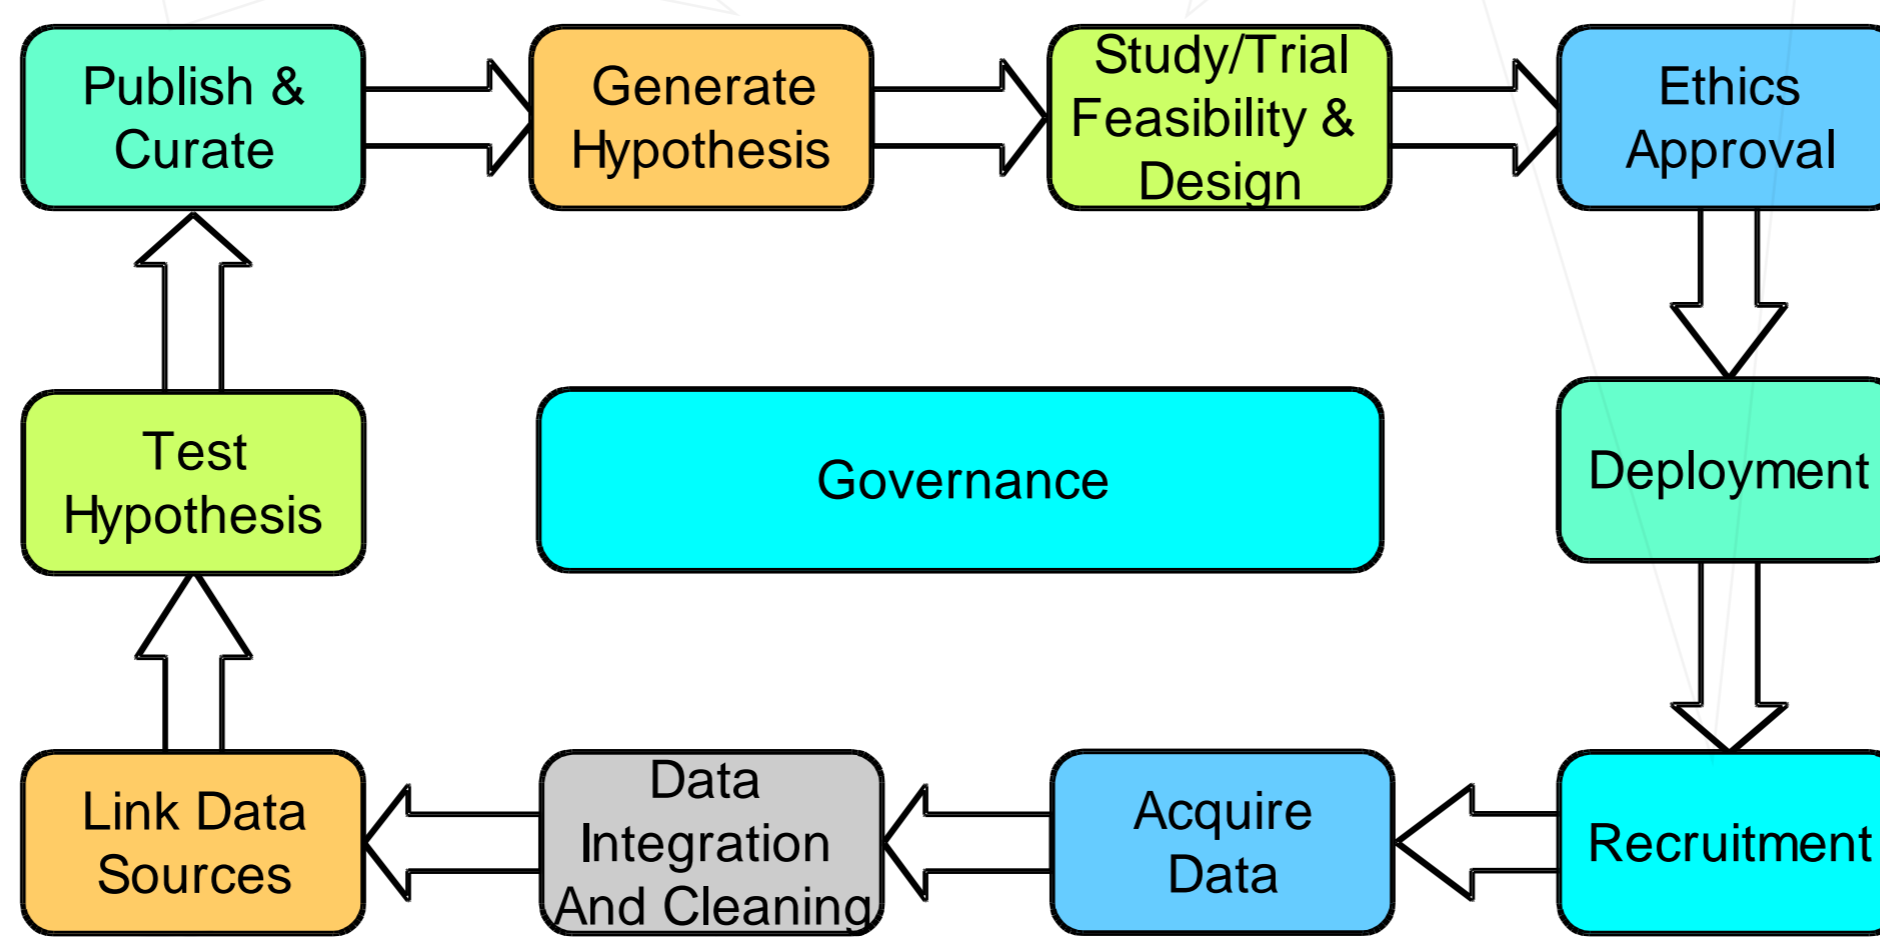 Publish &
Curate
Generate
Hypothesis
Study/Trial
Feasibility &
Design
Ethics
Approval
Test
Hypothesis
Governance
Deployment
Link Data
Sources
Data
Integration
And Cleaning
Acquire
Data
Recruitment